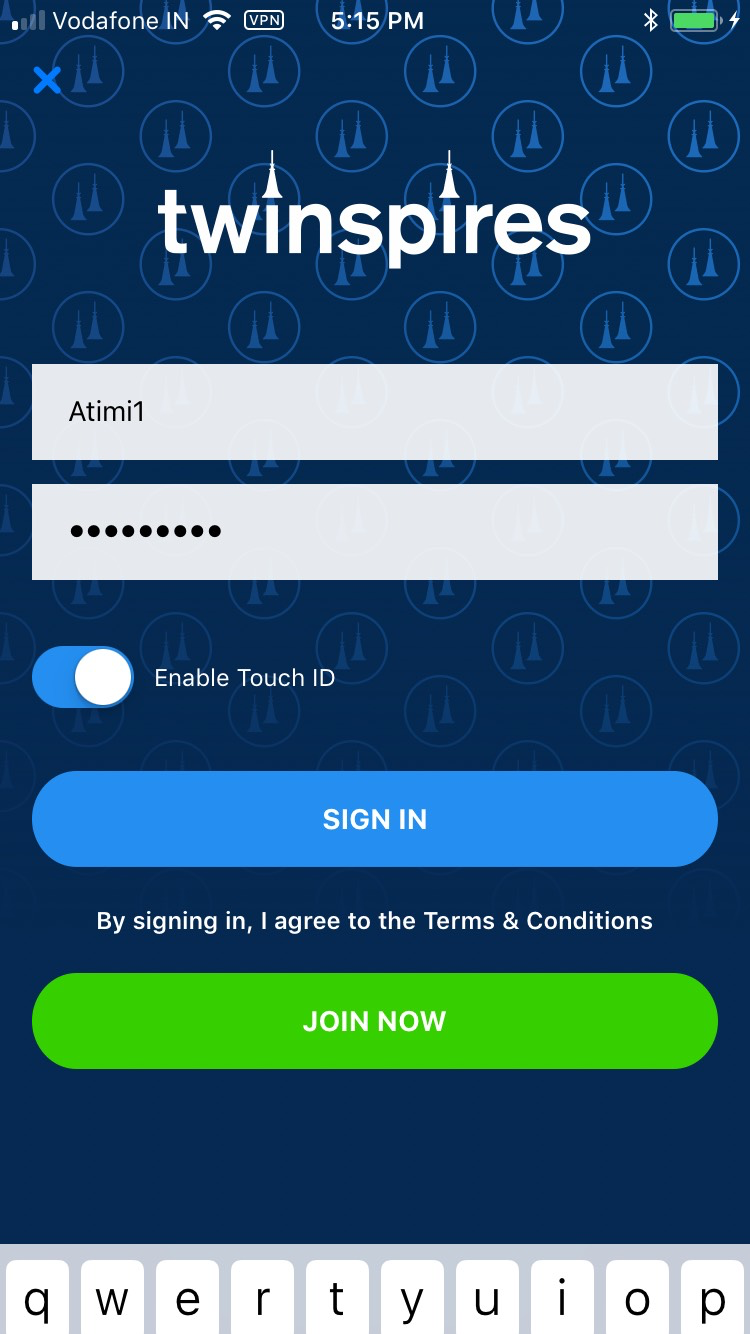 Vodafone IN VPN 5:15 PM
twinspires
Atimi1
•••••••••
Enable Touch ID
SIGN IN
By signing in, I agree to the Terms & Conditions
JOIN NOW
q w e r t y u i o p